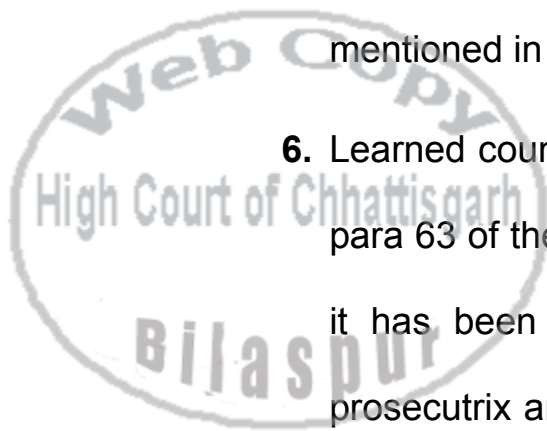 Web Copy
mentioned in
6. Learned
para 63 of the
High Court of Chhattisgarh
it has been
Bilaspur
prosecutrix